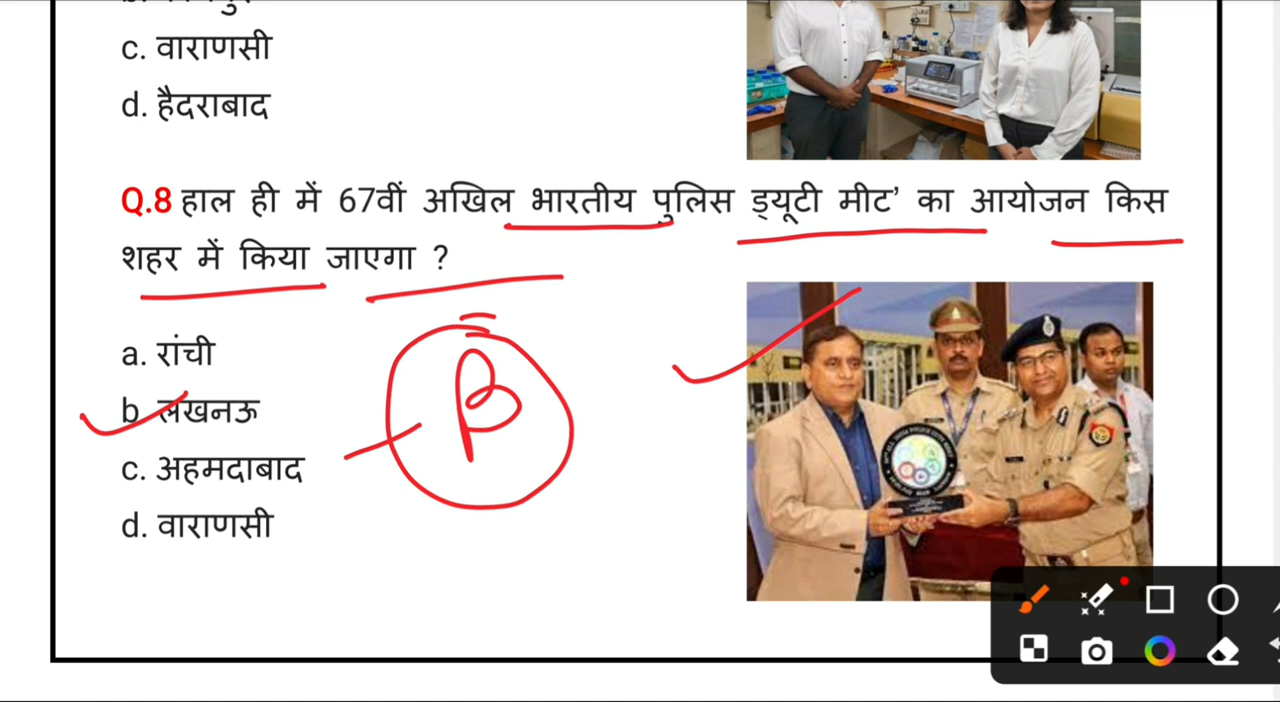 c. वाराणसी
d. हैदराबाद
Q.8 हाल ही में 67वीं अखिल भारतीय पुलिस ड्यूटी मीट’ का आयोजन किस
शहर में किया जाएगा ?
a. रांची
b लखनऊ
c. अहमदाबाद
d. वाराणसी
B